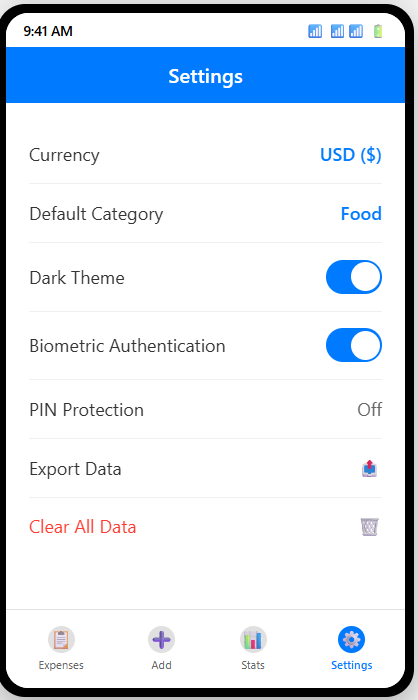 9:41 AM
Settings
Currency USD ($)
Default Category Food
Dark Theme
Biometric Authentication
PIN Protection Off
Export Data
Clear All Data
Expenses Add Stats Settings